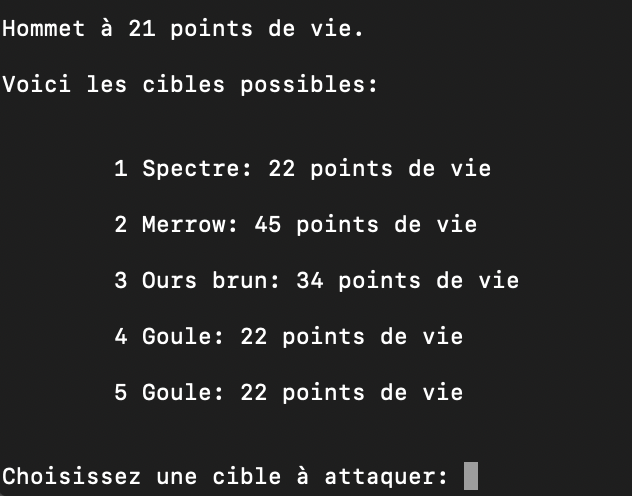 Hommet à 21 points de vie.
Voici les cibles possibles:
1 Spectre: 22 points de vie
2 Merrow: 45 points de vie
3 Ours brun: 34 points de vie
4 Goule: 22 points de vie
5 Goule: 22 points de vie
Choisissez une cible à attaquer: